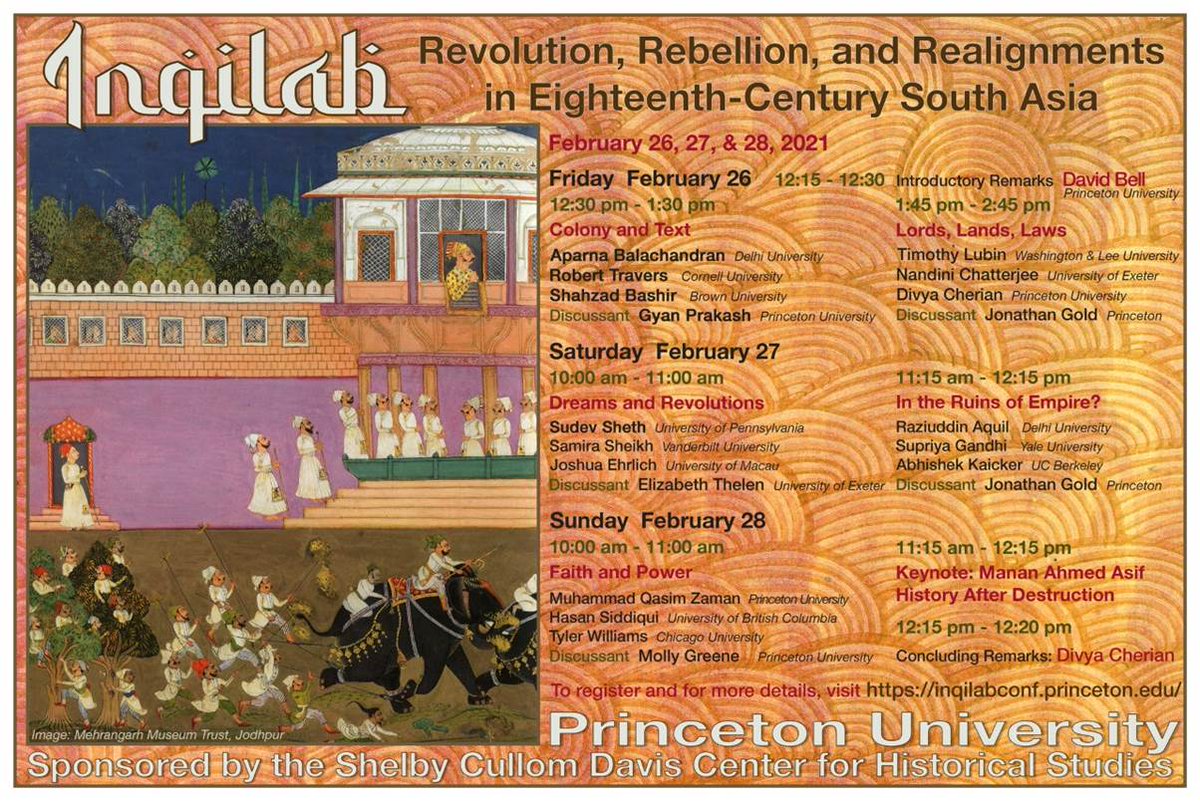 Inqilab
Revolution, Rebellion, and Realignments
in Eighteenth-Century South Asia
February 26, 27, & 28, 2021
Friday February 26 12:15 - 12:30 Introductory Remarks David Bell
Princeton University
12:30 pm - 1:30 pm
Colony and Text
Aparna Balachandran Delhi University
Robert Travers Cornell University
Shahzad Bashir Brown University
Discussant Gyan Prakash Princeton University
1:45 pm - 2:45 pm
Lords, Lands, Laws
Timothy Lubin Washington & Lee University
Nandini Chatterjee University of Exeter
Divya Cherian Princeton University
Discussant Jonathan Gold Princeton
Saturday February 27
10:00 am - 11:00 am
Dreams and Revolutions
Sudev Sheth University of Pennsylvania
Samira Sheikh Vanderbilt University
Joshua Ehrlich University of Macau
Discussant Elizabeth Thelen University of Exeter
11:15 am - 12:15 pm
In the Ruins of Empire?
Raziuddin Aquil Delhi University
Supriya Gandhi Yale University
Abhishek Kaicker UC Berkeley
Discussant Jonathan Gold Princeton
Sunday February 28
10:00 am - 11:00 am
Faith and Power
Muhammad Qasim Zaman Princeton University
Hasan Siddiqui University of British Columbia
Tyler Williams Chicago University
Discussant Molly Greene Princeton University
11:15 am - 12:15 pm
Keynote: Manan Ahmed Asif
History After Destruction
12:15 pm - 12:20 pm
Concluding Remarks: Divya Cherian
To register and for more details, visit https://inqilabconf.princeton.edu/
Image: Mehrangarh Museum Trust, Jodhpur
Princeton University
Sponsored by the Shelby Cullom Davis Center for Historical Studies